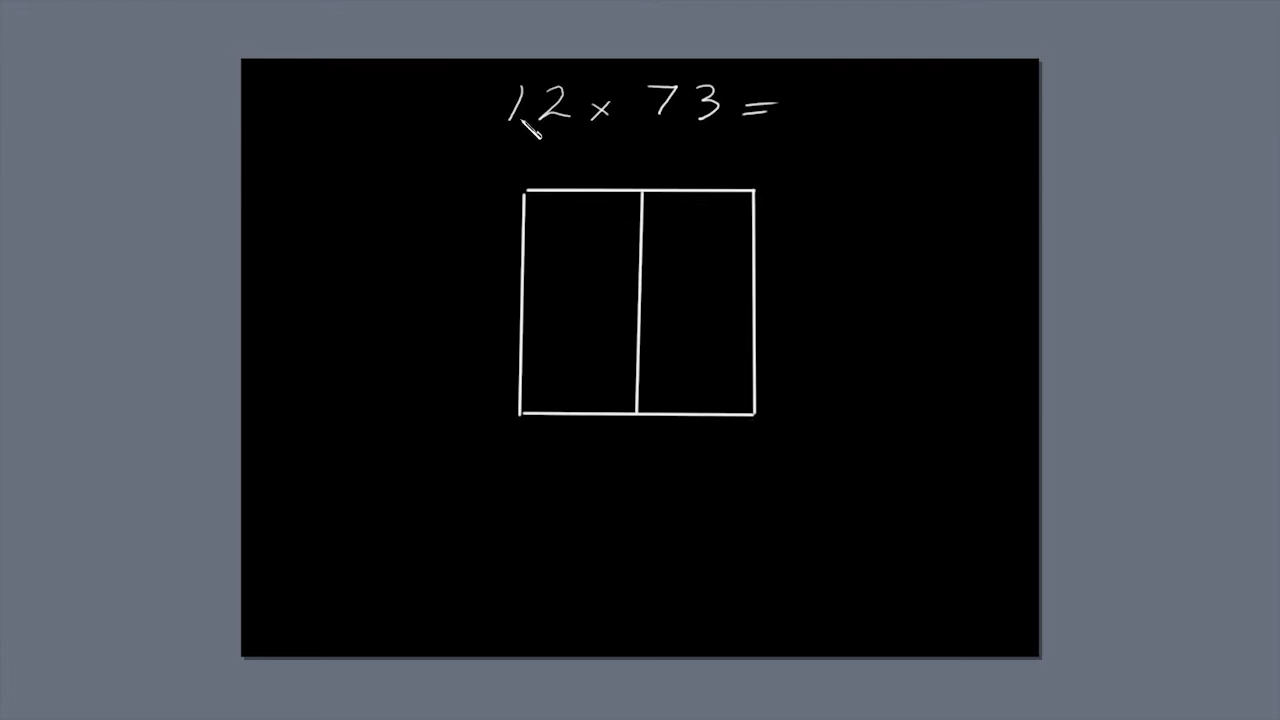 12 × 73 =